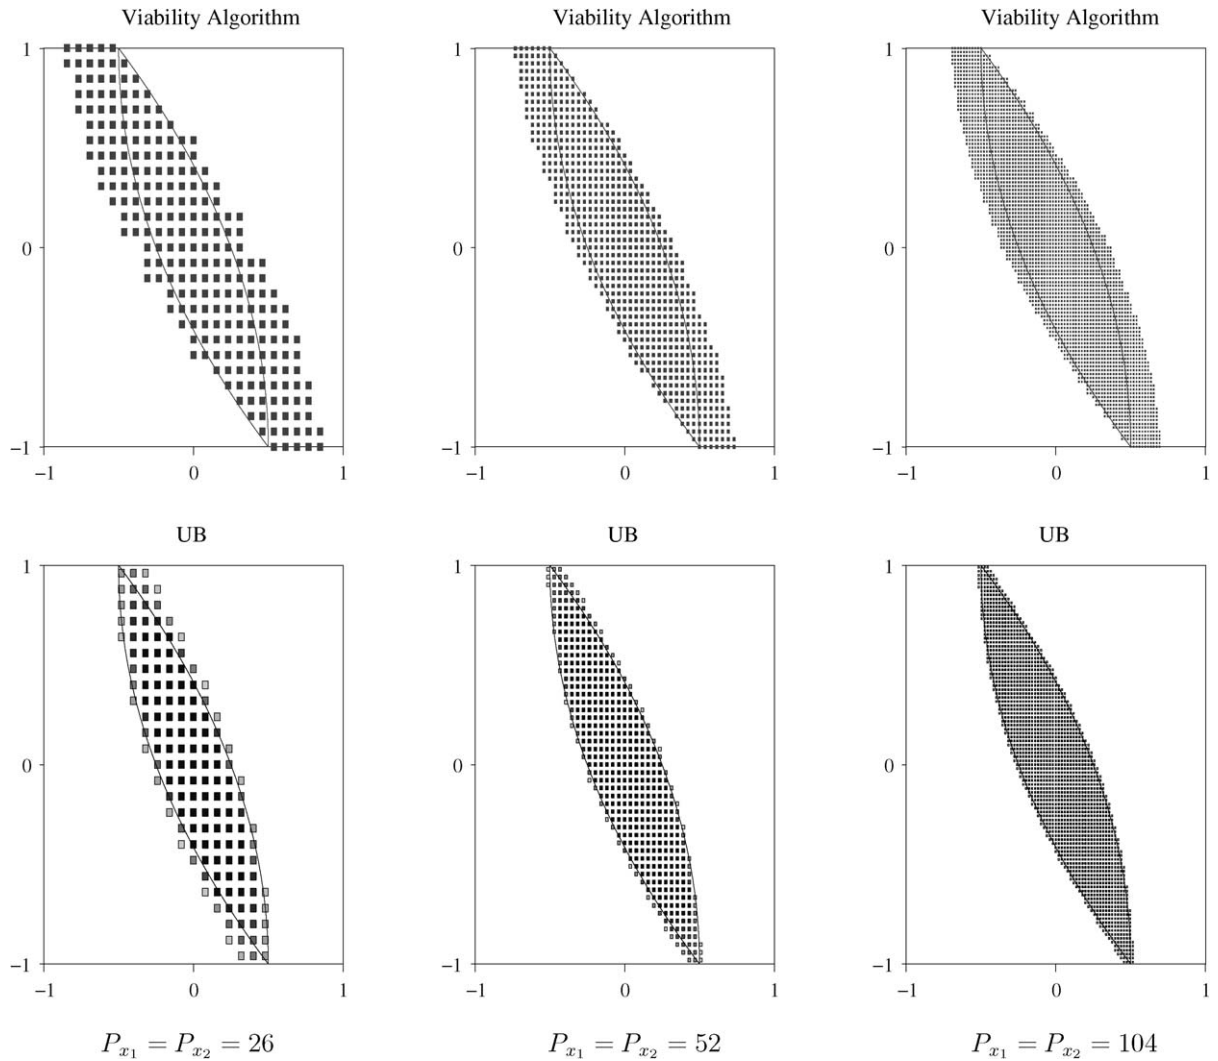 Viability Algorithm Viability Algorithm Viability Algorithm
1 1 1
0 0 0
−1 −1 −1
−1 0 1 −1 0 1 −1 0 1
UB UB UB
1 1 1
0 0 0
−1 −1 −1
−1 0 1 −1 0 1 −1 0 1
$P_{x_1} = P_{x_2} = 26$ $P_{x_1} = P_{x_2} = 52$ $P_{x_1} = P_{x_2} = 104$